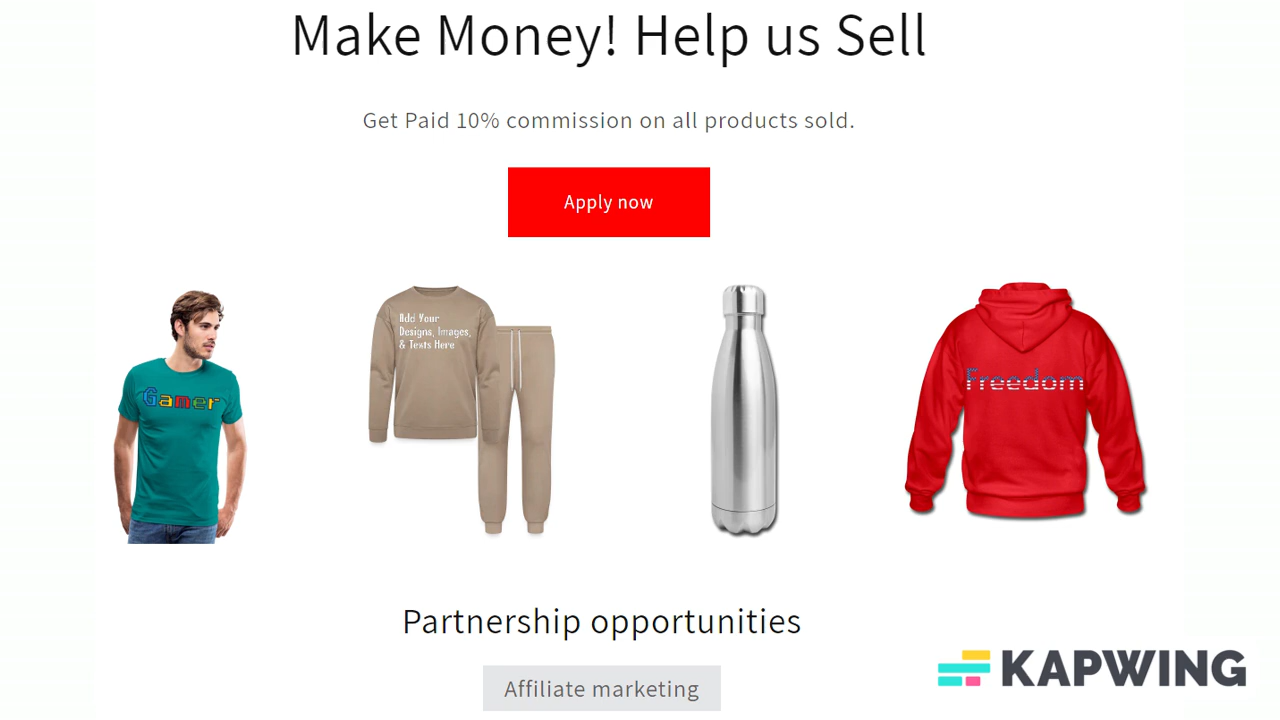 Make Money! Help us Sell
Get Paid 10% commission on all products sold.
Apply now
Gamer
Add Your
Designs, Images,
& Texts Here
Freedom
Partnership opportunities
Affiliate marketing
KAPWING